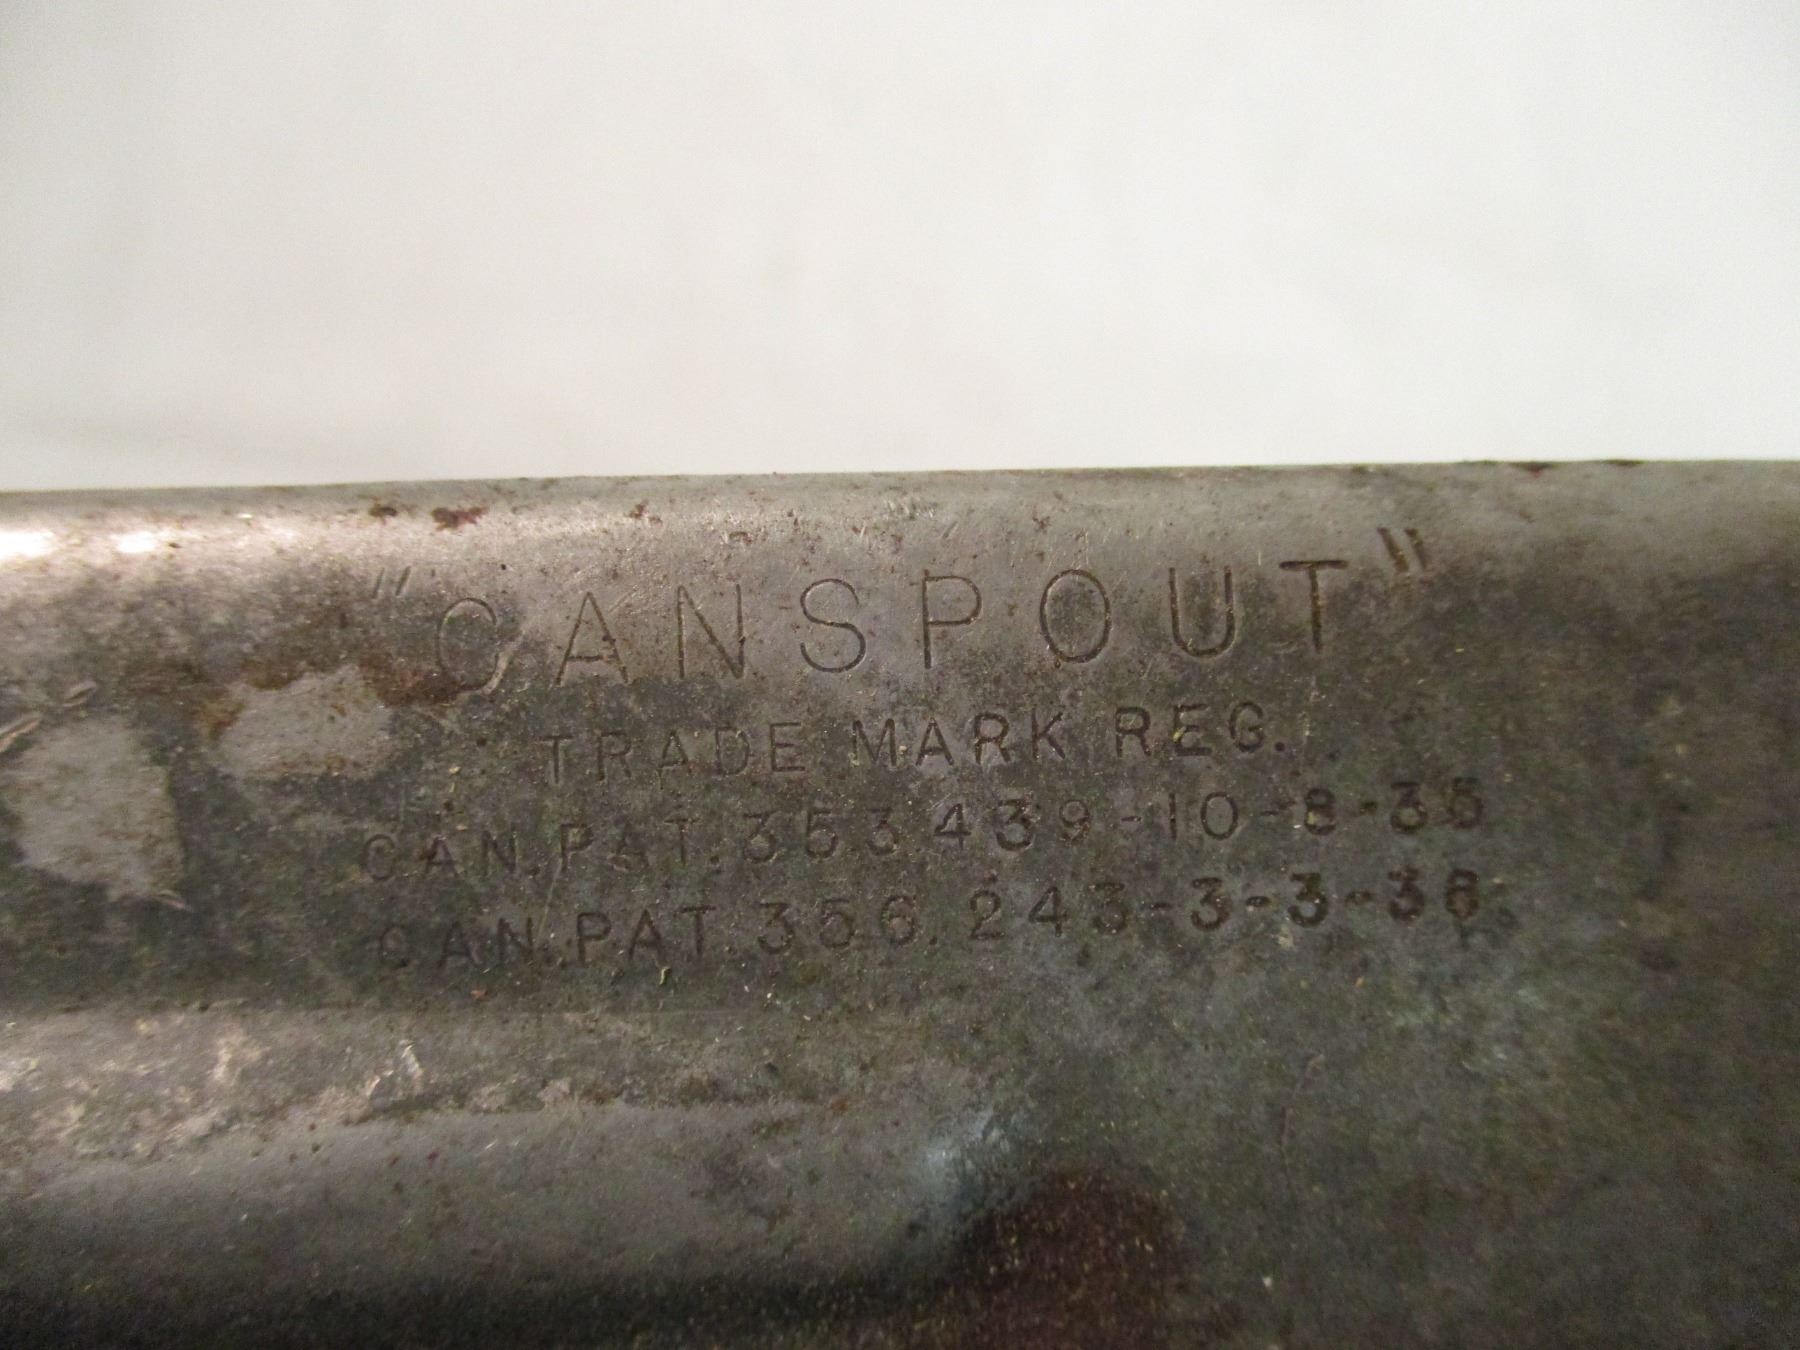 "CANSPOUT"
TRADE MARK REG.
CAN. PAT. 353439-10-8-35
CAN. PAT. 356.243-3-3-36